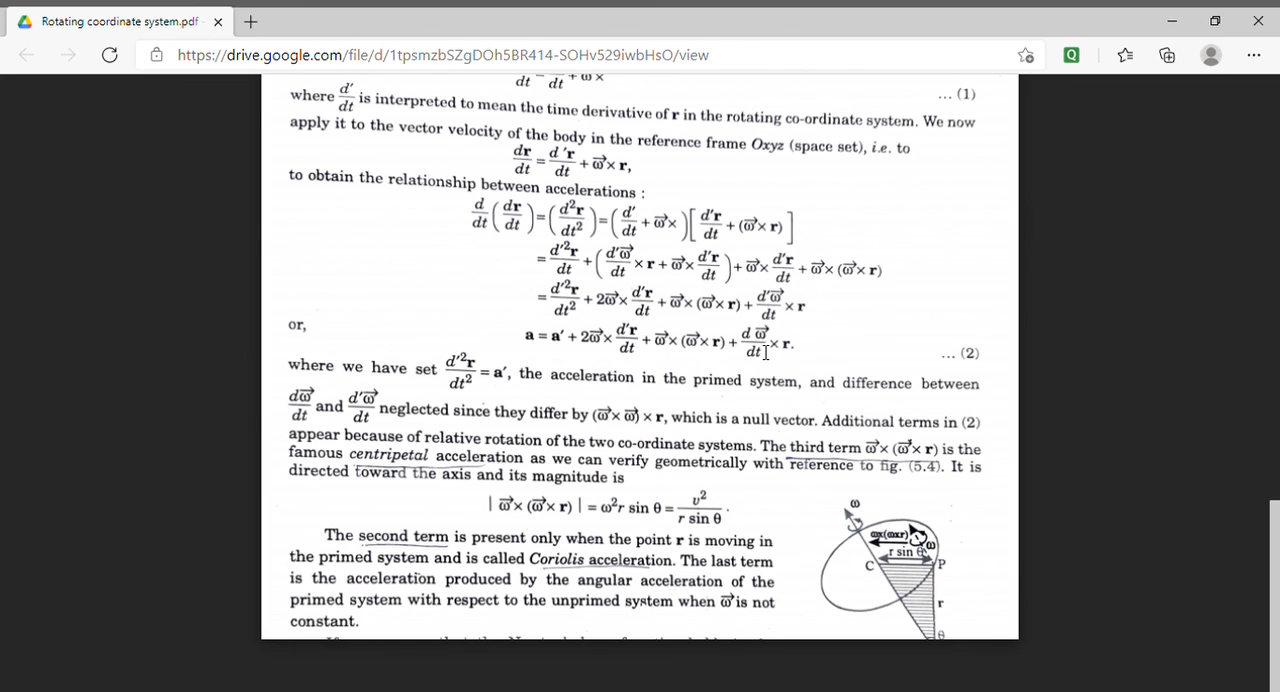 Rotating coordinate system.pdf
https://drive.google.com/file/d/1tpsmzbSZgDOh5BR414-SOHv529iwbHsO/view
dt dt + ω × ... (1)
where d'/dt is interpreted to mean the time derivative of r in the rotating co-ordinate system. We now
apply it to the vector velocity of the body in the reference frame Oxyz (space set), i.e. to
dr/dt = d'r/dt + ω⃗ × r,
to obtain the relationship between accelerations :
d/dt (dr/dt) = (d²r/dt²) = (d'/dt + ω⃗×) [d'r/dt + (ω⃗× r)]
= d'²r/dt + (d'ω⃗/dt × r + ω⃗× d'r/dt) + ω⃗× d'r/dt + ω⃗× (ω⃗× r)
= d'²r/dt² + 2ω⃗× d'r/dt + ω⃗× (ω⃗× r) + d'ω⃗/dt × r
or,
a = a' + 2ω⃗× d'r/dt + ω⃗× (ω⃗× r) + d ω⃗/dt × r. ... (2)
where we have set d'²r/dt² = a', the acceleration in the primed system, and difference between
dω⃗/dt and d'ω⃗/dt neglected since they differ by (ω⃗× ω⃗) × r, which is a null vector. Additional terms in (2)
appear because of relative rotation of the two co-ordinate systems. The third term ω⃗× (ω⃗× r) is the
famous centripetal acceleration as we can verify geometrically with reference to fig. (5.4). It is
directed toward the axis and its magnitude is
| ω⃗× (ω⃗× r) | = ω²r sin θ = v²/r sin θ .
The second term is present only when the point r is moving in
the primed system and is called Coriolis acceleration. The last term
is the acceleration produced by the angular acceleration of the
primed system with respect to the unprimed system when ω⃗ is not
constant.
ω
ωx(ωxr)
ω
r sin θ
C
P
r
θ